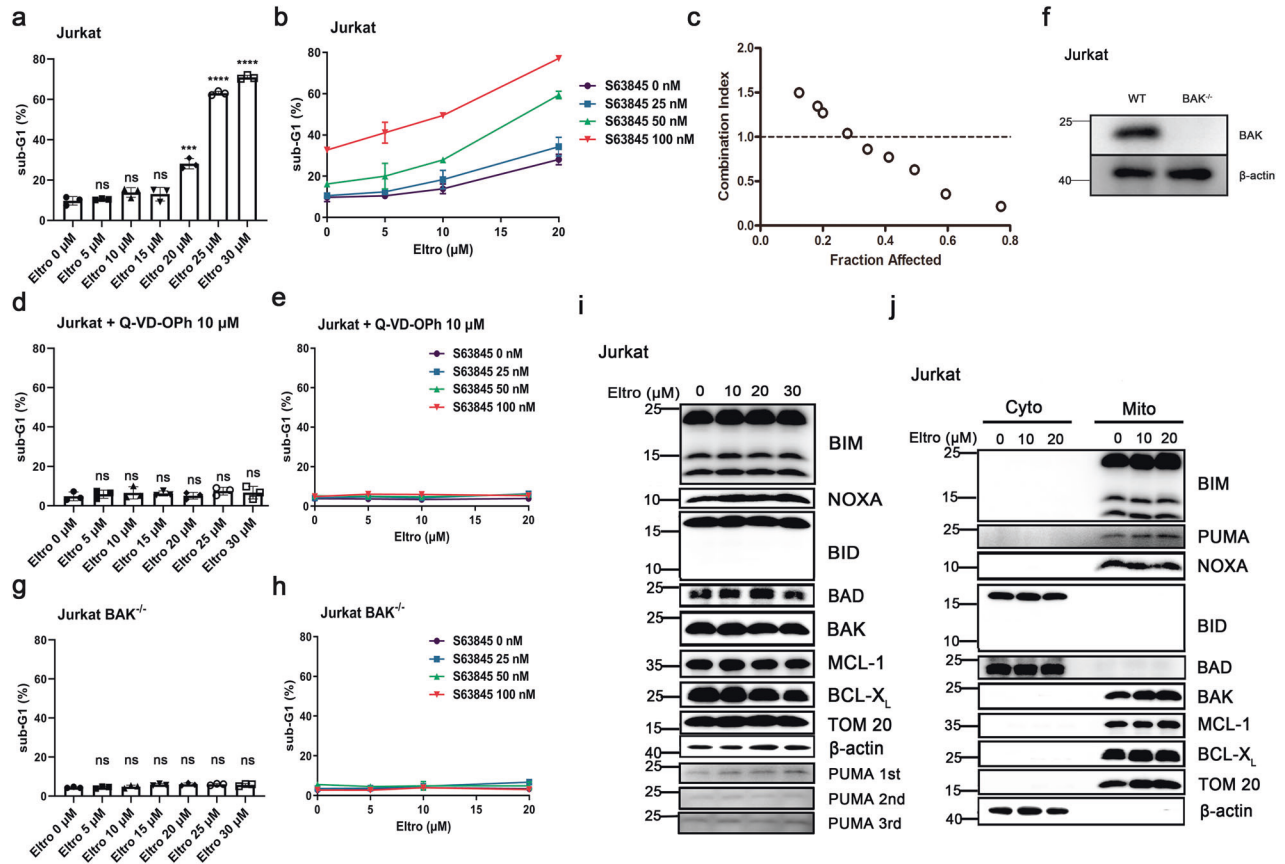 a
Jurkat
sub-G1 (%)
80
60
40
20
0
ns
ns
ns
***
****
****
Eltro 0 μM
Eltro 5 μM
Eltro 10 μM
Eltro 15 μM
Eltro 20 μM
Eltro 25 μM
Eltro 30 μM
b
Jurkat
sub-G1 (%)
80
60
40
20
0
0
5
10
15
20
Eltro (μM)
S63845 0 nM
S63845 25 nM
S63845 50 nM
S63845 100 nM
c
Combination Index
2.0
1.5
1.0
0.5
0.0
0.0
0.2
0.4
0.6
0.8
Fraction Affected
f
Jurkat
WT
BAK-/-
25
BAK
40
β-actin
d
Jurkat + Q-VD-OPh 10 μM
sub-G1 (%)
80
60
40
20
0
ns
ns
ns
ns
ns
ns
Eltro 0 μM
Eltro 5 μM
Eltro 10 μM
Eltro 15 μM
Eltro 20 μM
Eltro 25 μM
Eltro 30 μM
e
Jurkat + Q-VD-OPh 10 μM
sub-G1 (%)
80
60
40
20
0
0
5
10
15
20
Eltro (μM)
S63845 0 nM
S63845 25 nM
S63845 50 nM
S63845 100 nM
g
Jurkat BAK-/-
sub-G1 (%)
80
60
40
20
0
ns
ns
ns
ns
ns
ns
Eltro 0 μM
Eltro 5 μM
Eltro 10 μM
Eltro 15 μM
Eltro 20 μM
Eltro 25 μM
Eltro 30 μM
h
Jurkat BAK-/-
sub-G1 (%)
80
60
40
20
0
0
5
10
15
20
Eltro (μM)
S63845 0 nM
S63845 25 nM
S63845 50 nM
S63845 100 nM
i
Jurkat
Eltro (μM) 0 10 20 30
25
15
BIM
10
NOXA
15
10
BID
25
BAD
25
BAK
35
MCL-1
25
BCL-XL
15
TOM 20
40
β-actin
25
PUMA 1st
25
PUMA 2nd
25
PUMA 3rd
j
Jurkat
Cyto
Mito
Eltro (μM) 0 10 20 0 10 20
25
15
BIM
25
PUMA
10
NOXA
15
10
BID
25
BAD
25
BAK
35
MCL-1
25
BCL-XL
15
TOM 20
40
β-actin